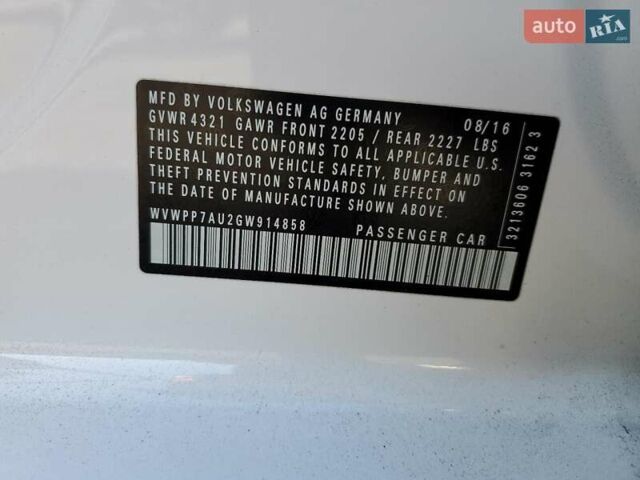 auto RIA.com
MFD BY VOLKSWAGEN AG GERMANY 08/16
GVWR 4321 GAWR FRONT 2205 / REAR 2227 LBS
THIS VEHICLE CONFORMS TO ALL APPLICABLE U.S.
FEDERAL MOTOR VEHICLE SAFETY, BUMPER AND
THEFT PREVENTION STANDARDS IN EFFECT ON
THE DATE OF MANUFACTURE SHOWN ABOVE.
WVWPP7AU2GW914858 PASSENGER CAR
3213606 3162 3